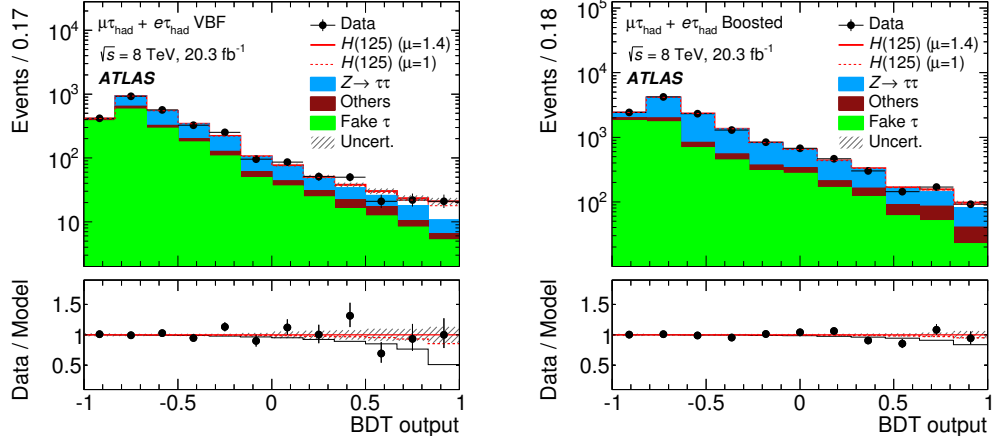 μτhad + eτhad VBF
√s = 8 TeV, 20.3 fb-1
ATLAS
Data
H(125) (μ=1.4)
H(125) (μ=1)
Z→ ττ
Others
Fake τ
Uncert.
Events / 0.17
10^4
10^3
10^2
10
Data / Model
1.5
1
0.5
-1 -0.5 0 0.5 1
BDT output
μτhad + eτhad Boosted
√s = 8 TeV, 20.3 fb-1
ATLAS
Data
H(125) (μ=1.4)
H(125) (μ=1)
Z→ ττ
Others
Fake τ
Uncert.
Events / 0.18
10^5
10^4
10^3
10^2
Data / Model
1.5
1
0.5
-1 -0.5 0 0.5 1
BDT output